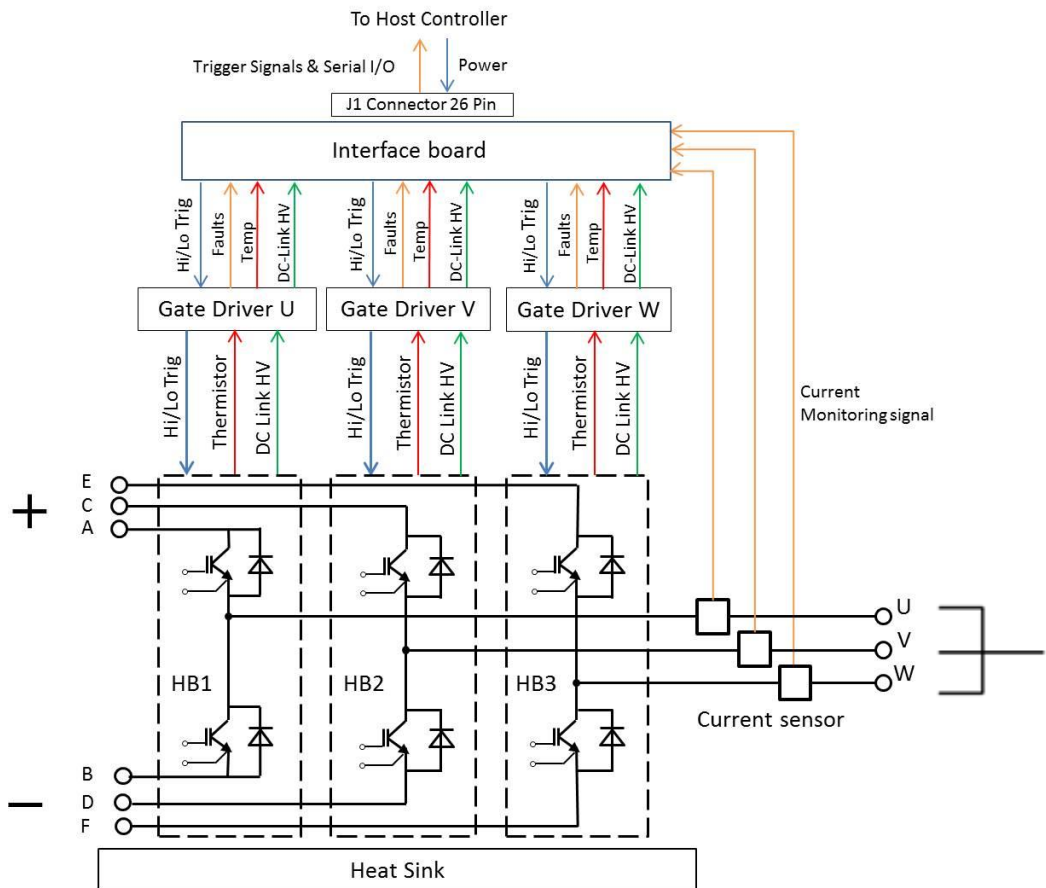 To Host Controller
Trigger Signals & Serial I/O
Power
J1 Connector 26 Pin
Interface board
Hi/Lo Trig
Faults
Temp
DC-Link HV
Hi/Lo Trig
Faults
Temp
DC-Link HV
Hi/Lo Trig
Faults
Temp
DC-Link HV
Gate Driver U
Gate Driver V
Gate Driver W
Hi/Lo Trig
Thermistor
DC Link HV
Hi/Lo Trig
Thermistor
DC Link HV
Hi/Lo Trig
Thermistor
DC Link HV
Current
Monitoring signal
E
+
C
A
U
V
W
HB1
HB2
HB3
Current sensor
B
−
D
F
Heat Sink